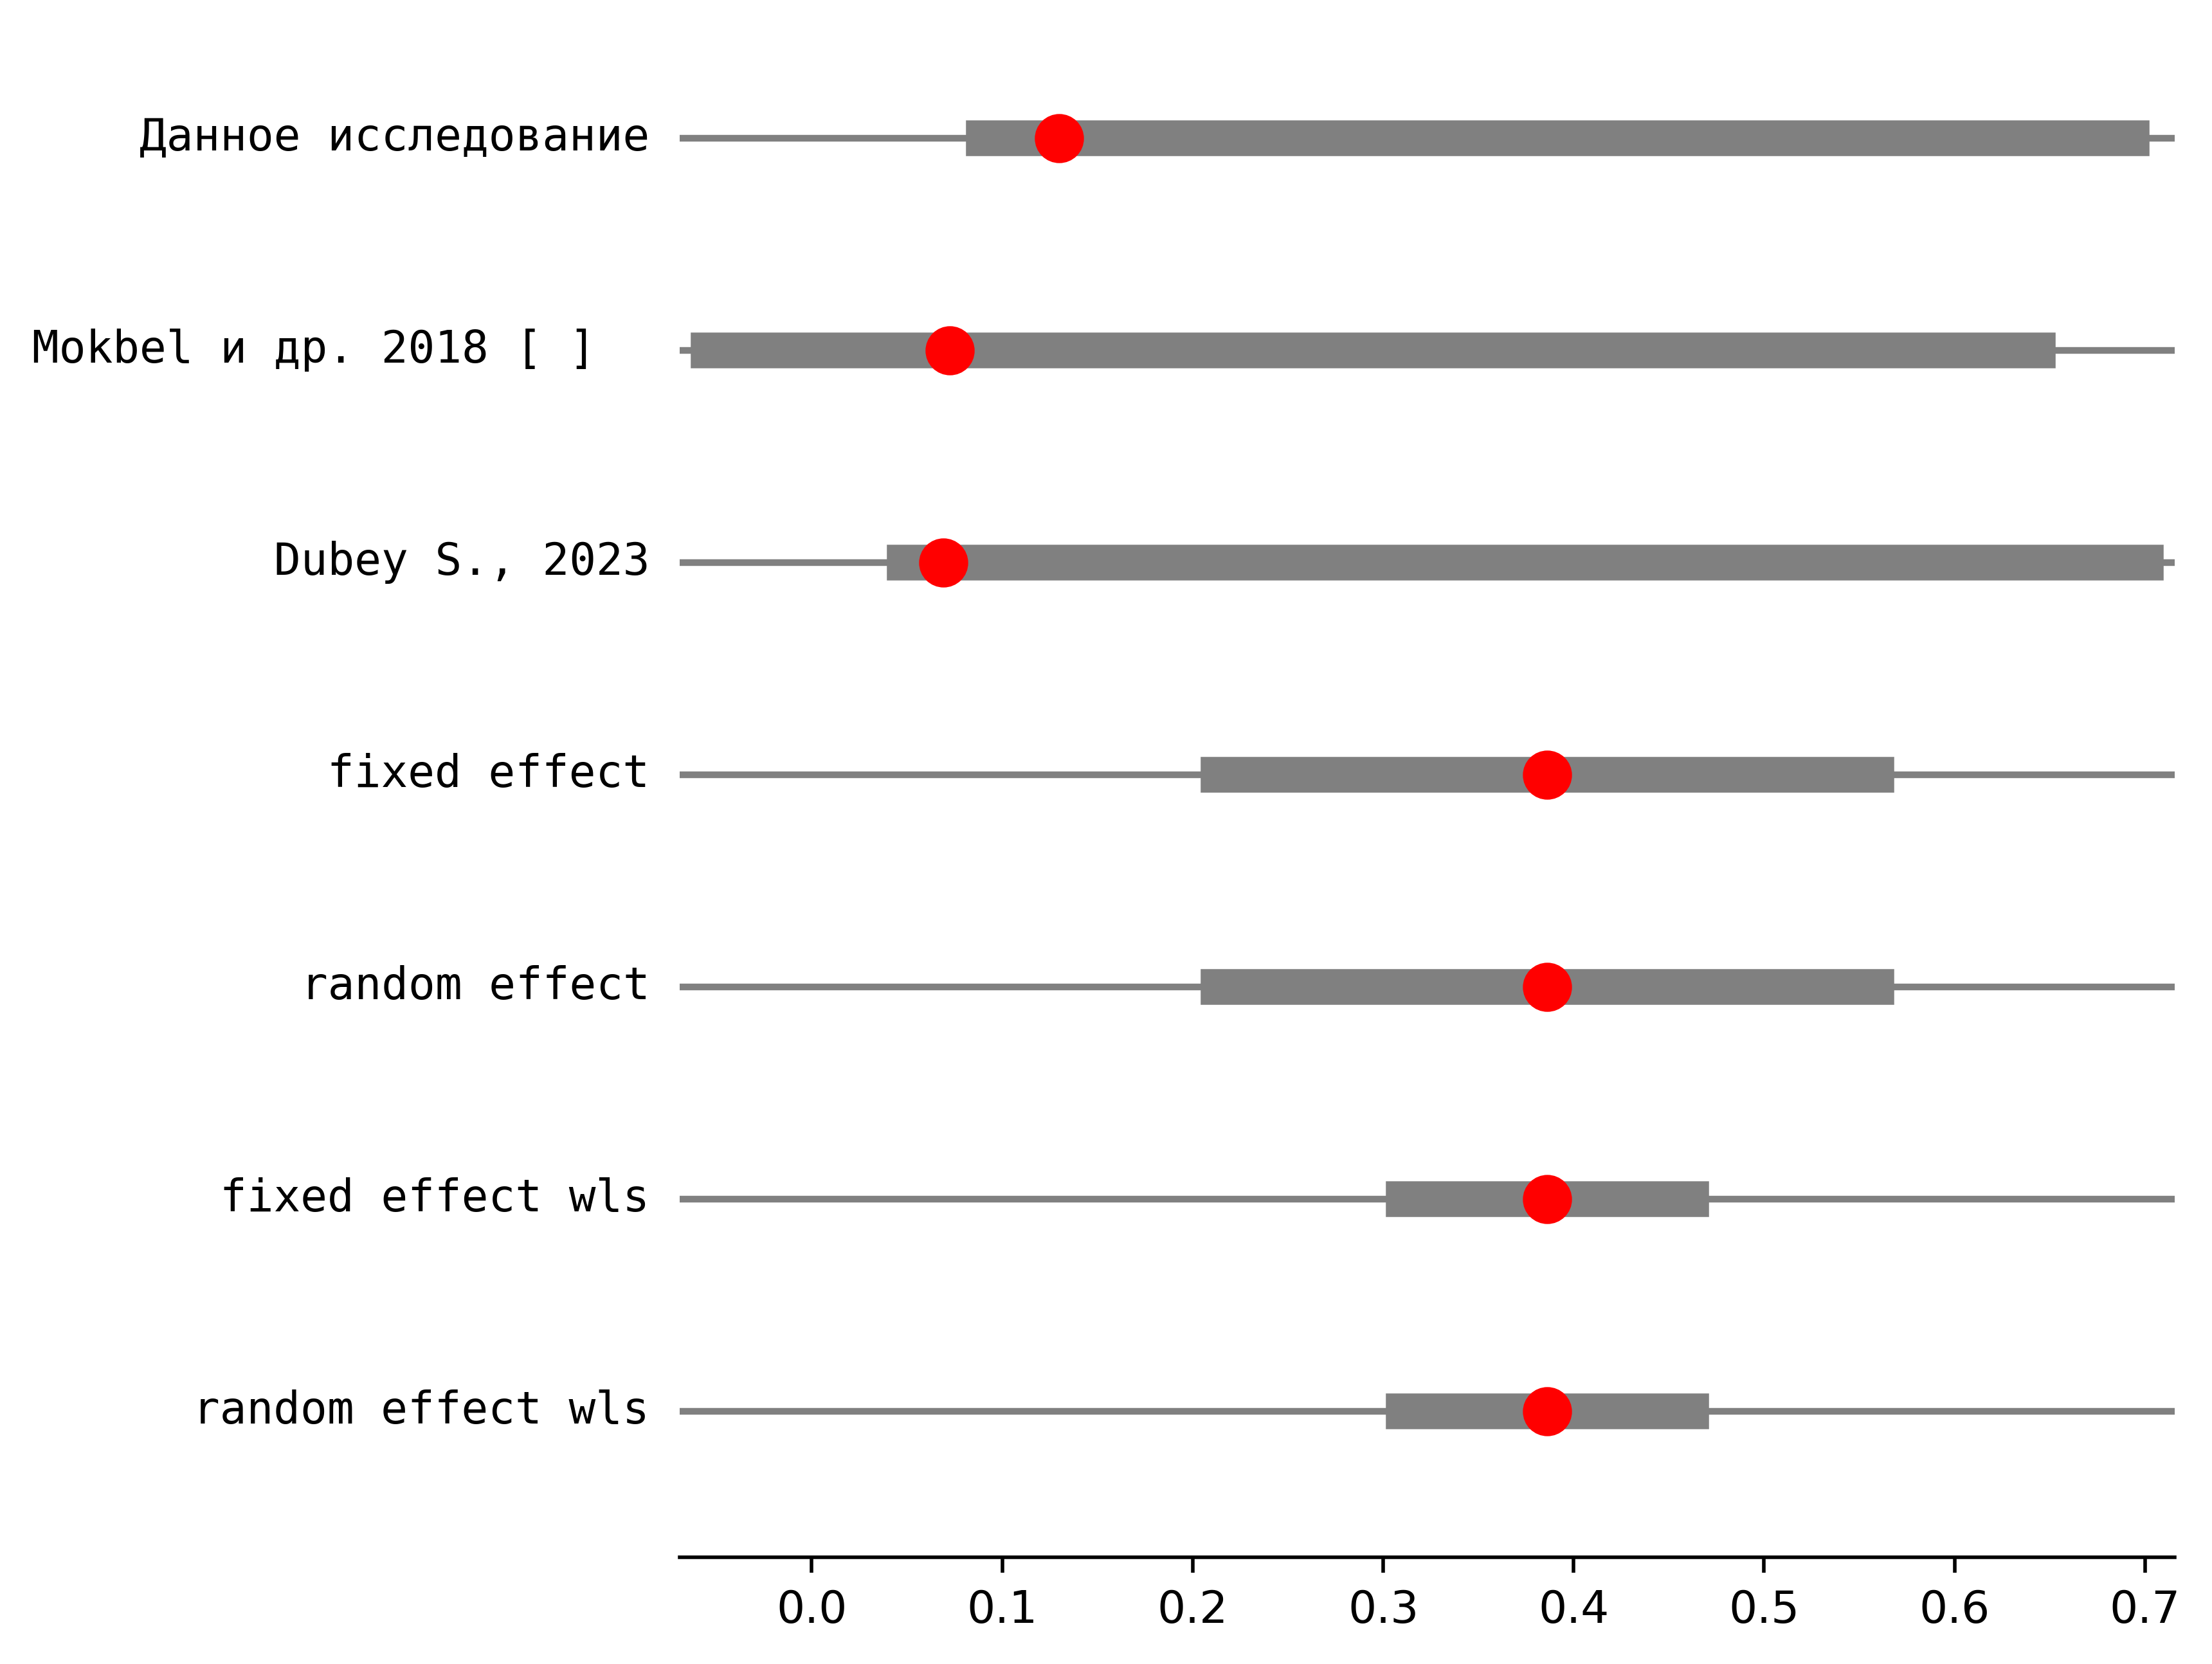 Данное исследование
Mokbel и др. 2018 [ ]
Dubey S., 2023
fixed effect
random effect
fixed effect wls
random effect wls
0.0 0.1 0.2 0.3 0.4 0.5 0.6 0.7